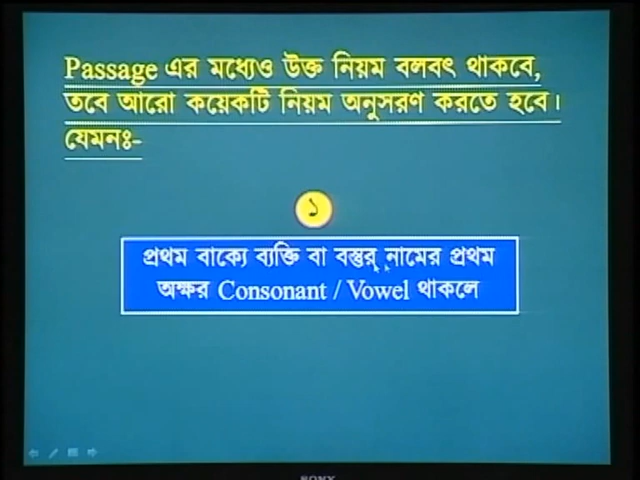 Passage এর মধ্যেও উক্ত নিয়ম বলবৎ থাকবে,
তবে আরো কয়েকটি নিয়ম অনুসরণ করতে হবে।
যেমনঃ-
১
প্রথম বাক্যে ব্যক্তি বা বস্তুর নামের প্রথম
অক্ষর Consonant / Vowel থাকলে
SONY